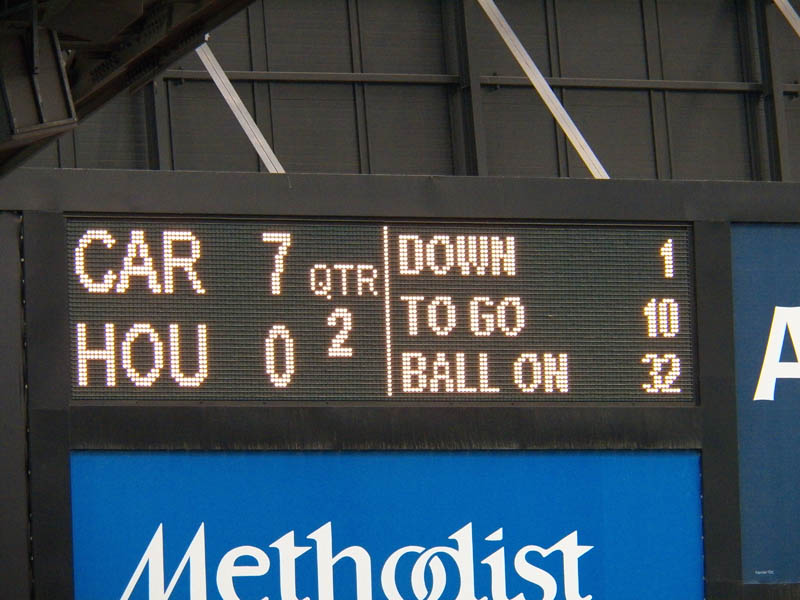 CAR 7 QTR
HOU 0 2
DOWN 1
TO GO 10
BALL ON 32
Methodist
A